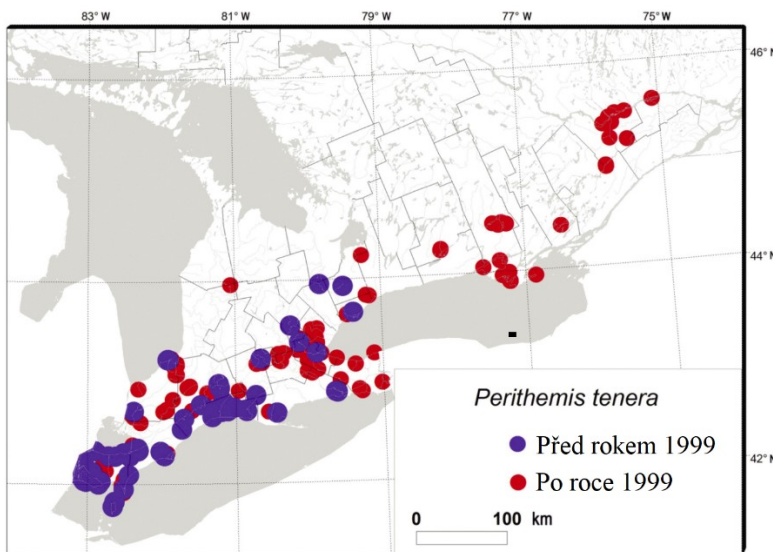 83°W 81°W 79°W 77°W 75°W
46° N
44° N
42° N
Perithemis tenera
Před rokem 1999
Po roce 1999
0 100 km